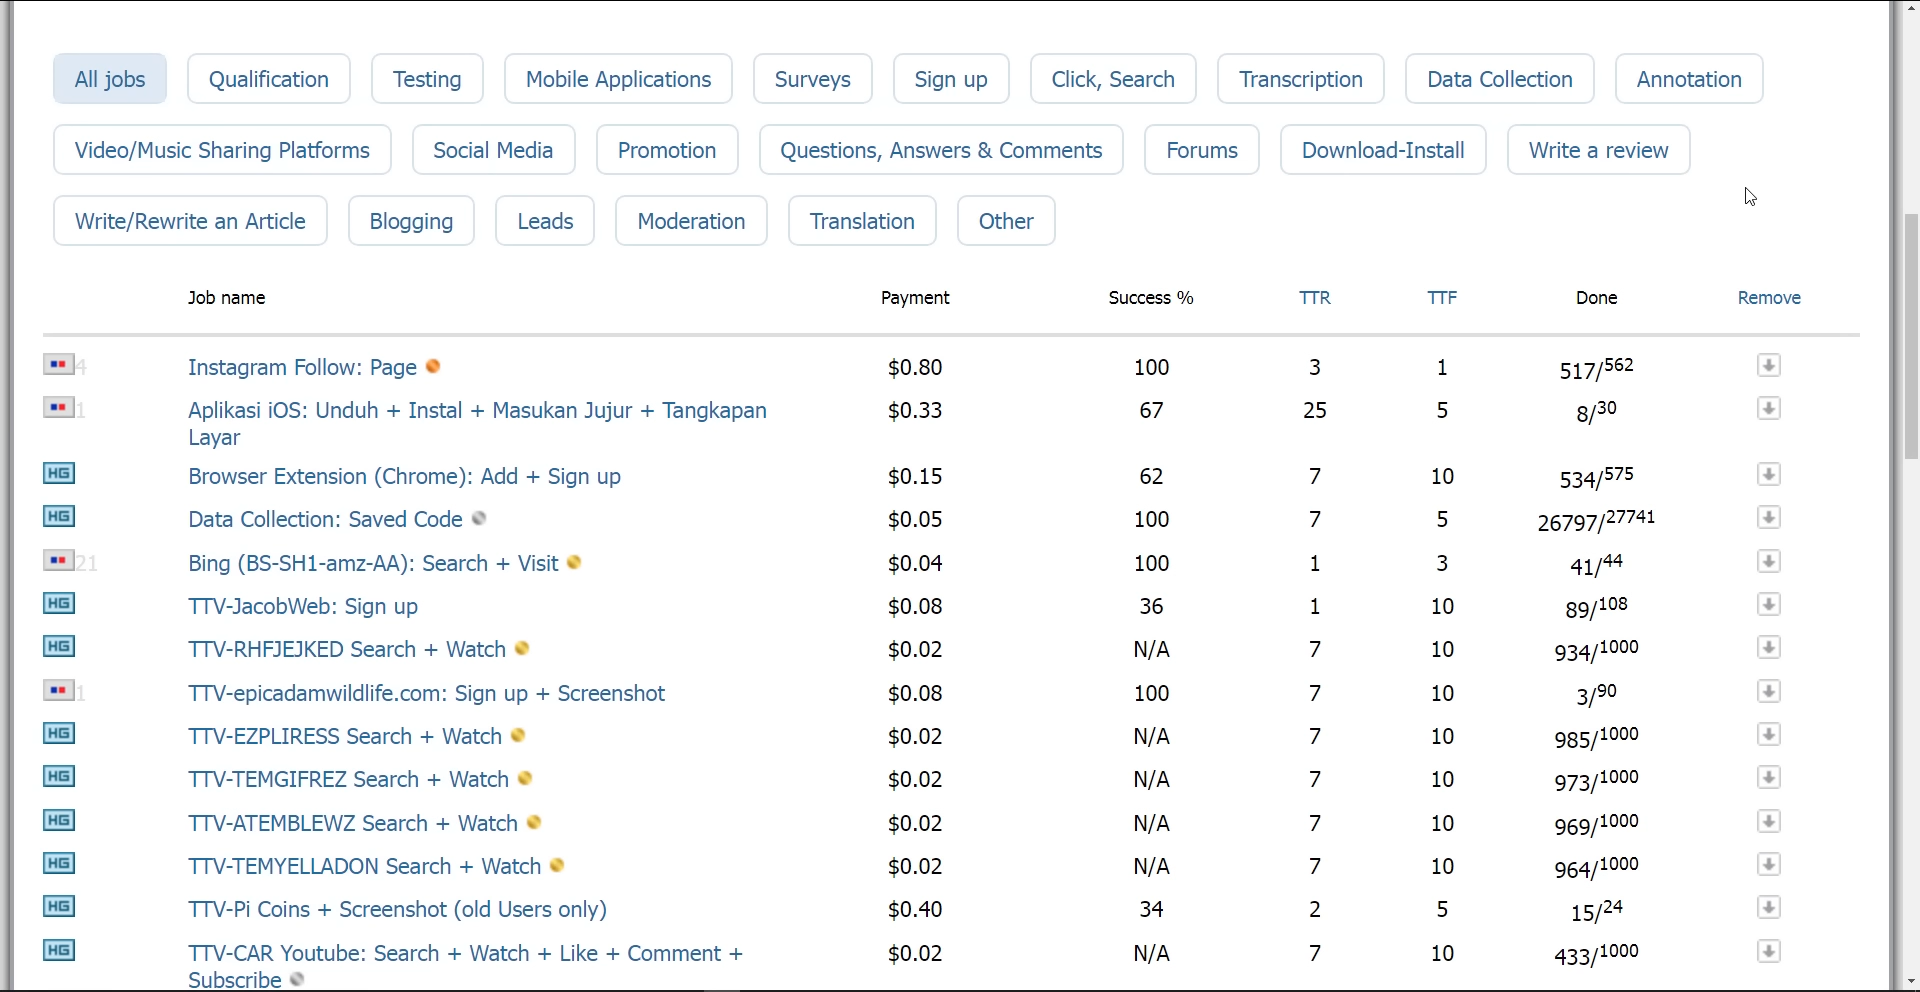 All jobs Qualification Testing Mobile Applications Surveys Sign up Click, Search Transcription Data Collection Annotation
Video/Music Sharing Platforms Social Media Promotion Questions, Answers & Comments Forums Download-Install Write a review
Write/Rewrite an Article Blogging Leads Moderation Translation Other
Job name Payment Success % TTR TTF Done Remove
4 Instagram Follow: Page $0.80 100 3 1 517/562
1 Aplikasi iOS: Unduh + Instal + Masukan Jujur + Tangkapan $0.33 67 25 5 8/30
Layar
HG Browser Extension (Chrome): Add + Sign up $0.15 62 7 10 534/575
HG Data Collection: Saved Code $0.05 100 7 5 26797/27741
21 Bing (BS-SH1-amz-AA): Search + Visit $0.04 100 1 3 41/44
HG TTV-JacobWeb: Sign up $0.08 36 1 10 89/108
HG TTV-RHFJEJKED Search + Watch $0.02 N/A 7 10 934/1000
1 TTV-epicadamwildlife.com: Sign up + Screenshot $0.08 100 7 10 3/90
HG TTV-EZPLIRESS Search + Watch $0.02 N/A 7 10 985/1000
HG TTV-TEMGIFREZ Search + Watch $0.02 N/A 7 10 973/1000
HG TTV-ATEMBLEWZ Search + Watch $0.02 N/A 7 10 969/1000
HG TTV-TEMYELLADON Search + Watch $0.02 N/A 7 10 964/1000
HG TTV-Pi Coins + Screenshot (old Users only) $0.40 34 2 5 15/24
HG TTV-CAR Youtube: Search + Watch + Like + Comment + $0.02 N/A 7 10 433/1000
Subscribe